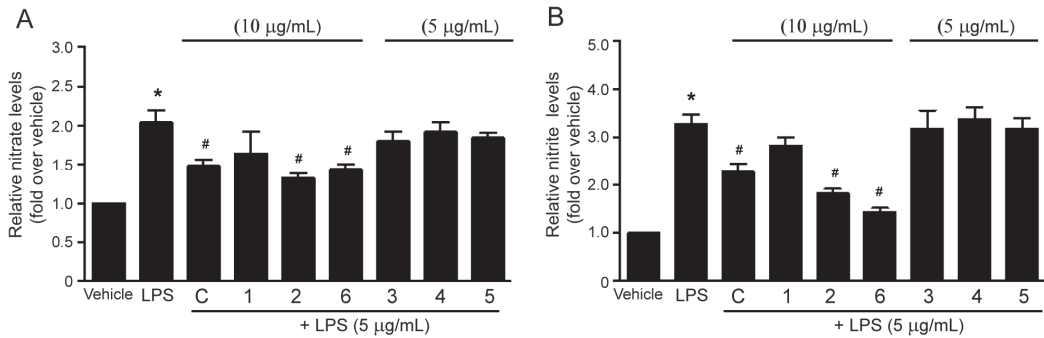 A
(10 μg/mL)
(5 μg/mL)
Relative nitrate levels
(fold over vehicle)
3.0
2.5
2.0
1.5
1.0
0.5
0
*
#
#
#
Vehicle LPS C 1 2 6 3 4 5
+ LPS (5 μg/mL)
B
(10 μg/mL)
(5 μg/mL)
Relative nitrite levels
(fold over vehicle)
5.0
4.0
3.0
2.0
1.0
0.0
*
#
#
#
Vehicle LPS C 1 2 6 3 4 5
+ LPS (5 μg/mL)